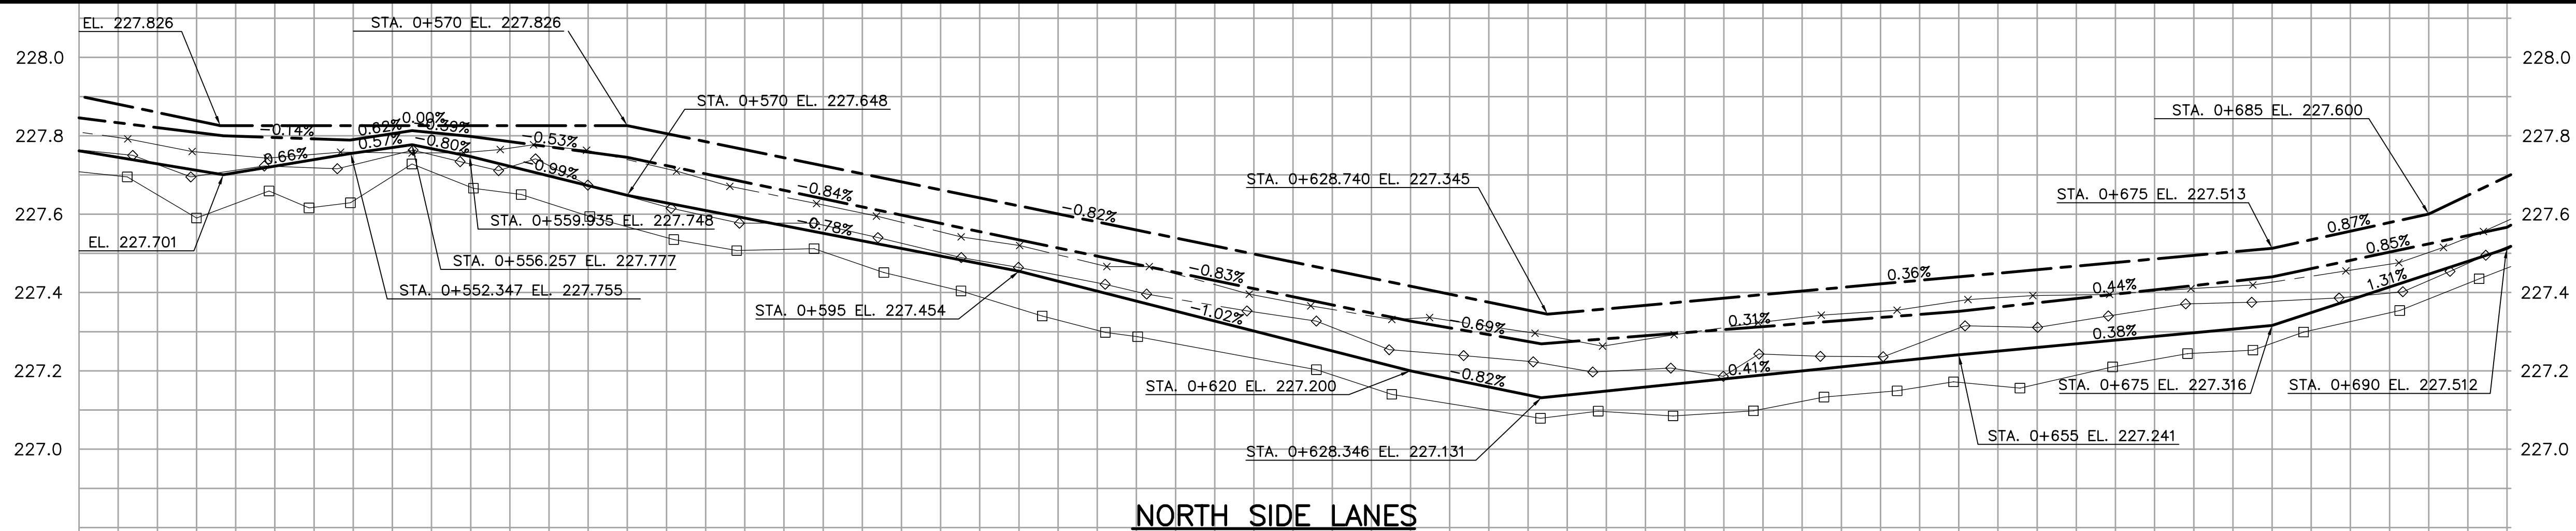 EL. 227.826
STA. 0+570 EL. 227.826
228.0
228.0
STA. 0+570 EL. 227.648
STA. 0+685 EL. 227.600
227.8
-0.14%
0.62%
0.00%
-0.39%
-0.53%
227.8
0.66%
0.57%
-0.80%
-0.99%
-0.84%
STA. 0+628.740 EL. 227.345
STA. 0+675 EL. 227.513
227.6
STA. 0+559.935 EL. 227.748
-0.78%
-0.82%
0.87%
227.6
EL. 227.701
STA. 0+556.257 EL. 227.777
-0.83%
0.36%
0.85%
227.4
STA. 0+552.347 EL. 227.755
STA. 0+595 EL. 227.454
-1.02%
-0.69%
0.31%
0.44%
1.31%
227.4
0.38%
227.2
STA. 0+620 EL. 227.200
-0.82%
0.41%
STA. 0+675 EL. 227.316
STA. 0+690 EL. 227.512
227.2
227.0
STA. 0+628.346 EL. 227.131
STA. 0+655 EL. 227.241
227.0
NORTH SIDE LANES